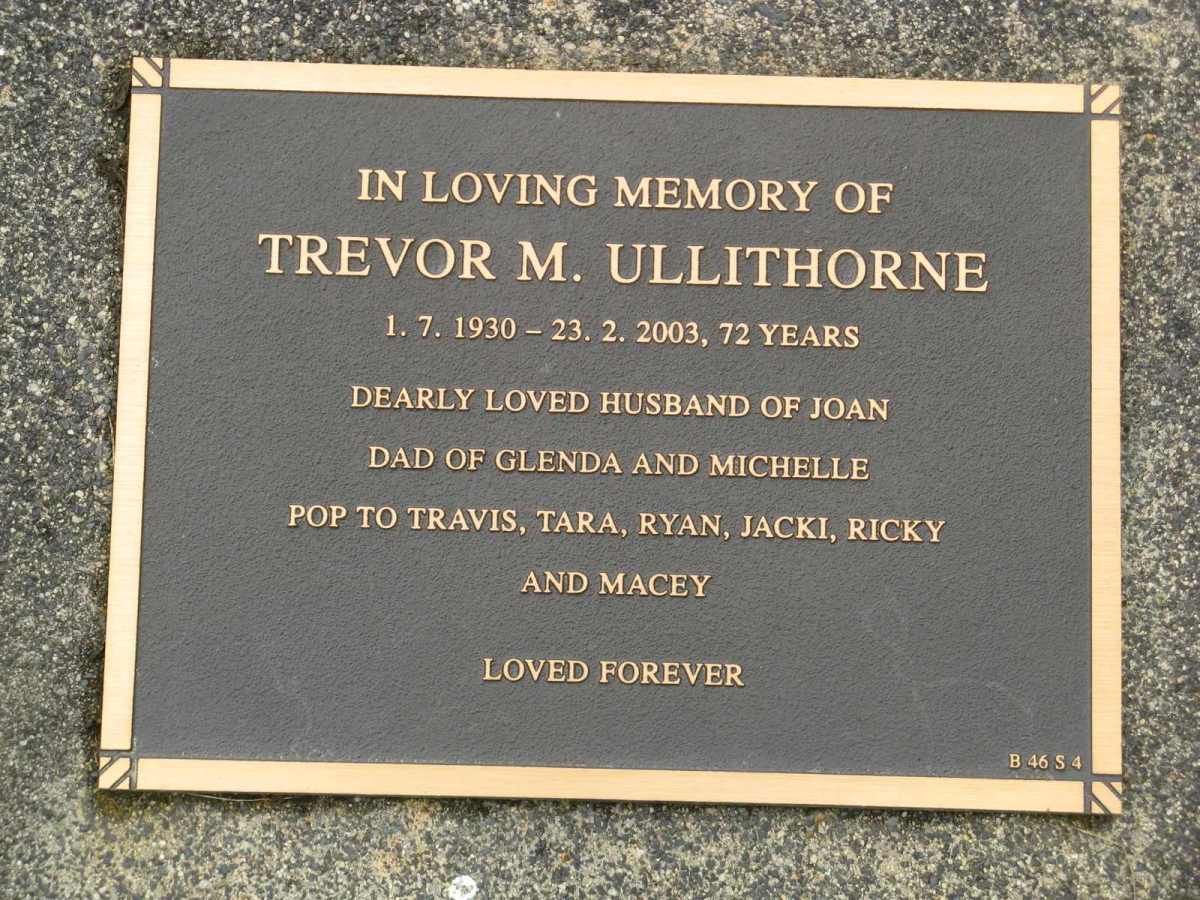 IN LOVING MEMORY OF
TREVOR M. ULLITHORNE
1. 7. 1930 – 23. 2. 2003, 72 YEARS
DEARLY LOVED HUSBAND OF JOAN
DAD OF GLENDA AND MICHELLE
POP TO TRAVIS, TARA, RYAN, JACKI, RICKY
AND MACEY
LOVED FOREVER
B 46 S 4